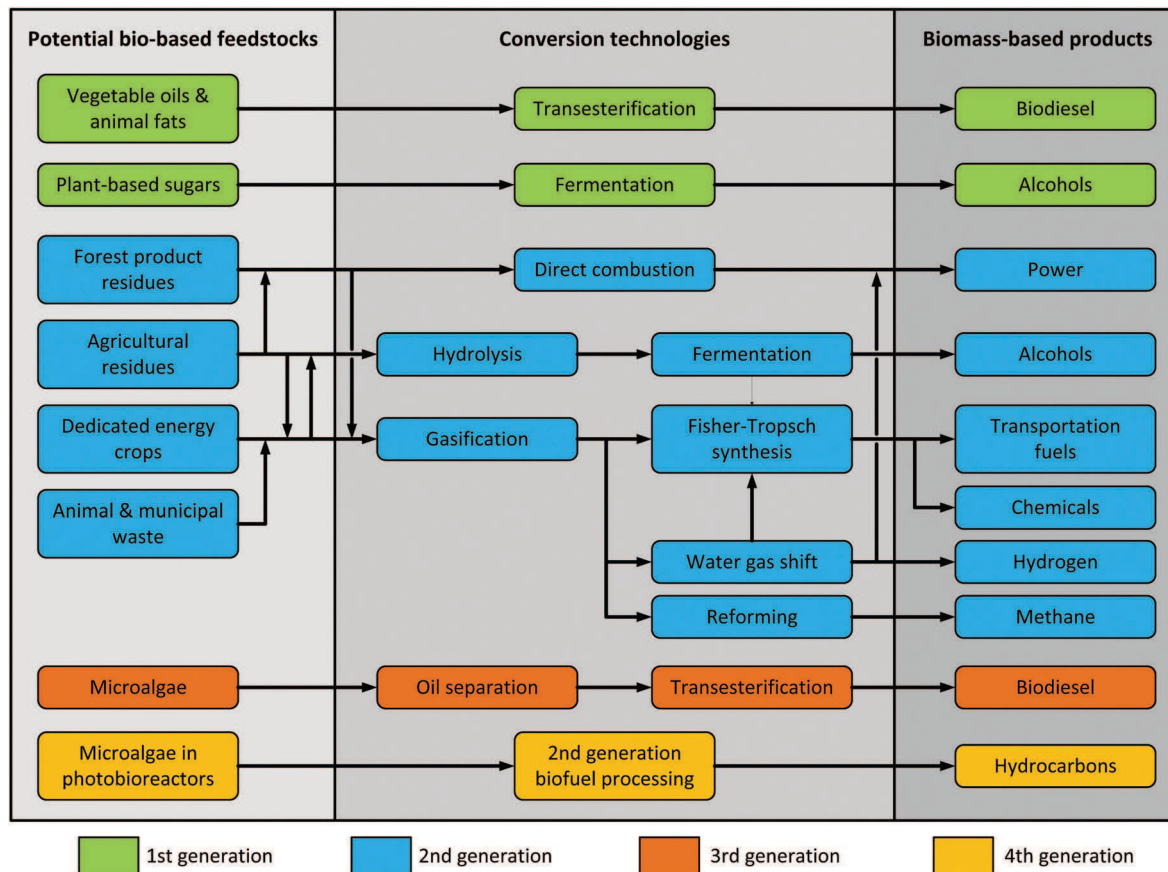 Potential bio-based feedstocks
Conversion technologies
Biomass-based products
Vegetable oils &
animal fats
Transesterification
Biodiesel
Plant-based sugars
Fermentation
Alcohols
Forest product
residues
Direct combustion
Power
Agricultural
residues
Hydrolysis
Fermentation
Alcohols
Dedicated energy
crops
Gasification
Fisher-Tropsch
synthesis
Transportation
fuels
Animal & municipal
waste
Chemicals
Water gas shift
Hydrogen
Reforming
Methane
Microalgae
Oil separation
Transesterification
Biodiesel
Microalgae in
photobioreactors
2nd generation
biofuel processing
Hydrocarbons
1st generation
2nd generation
3rd generation
4th generation